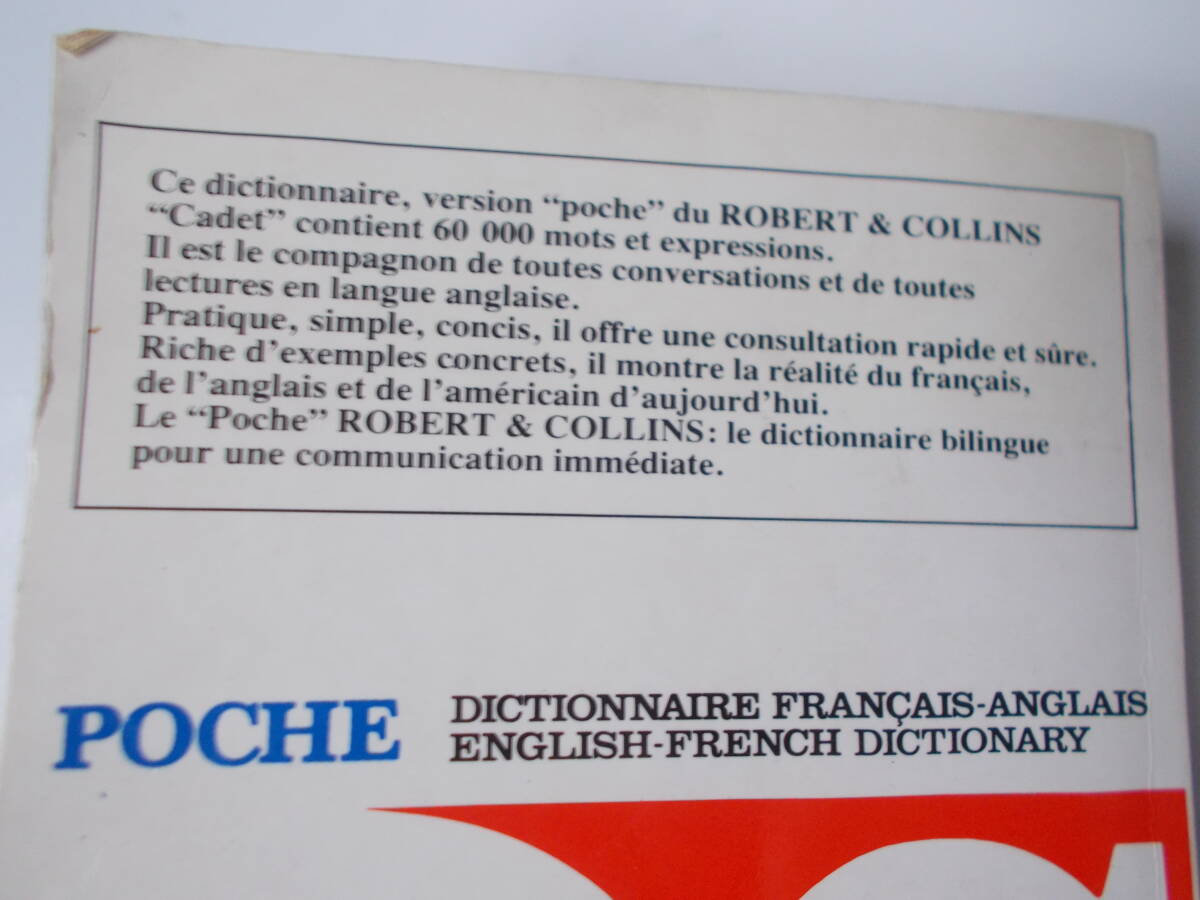 Ce dictionnaire, version “poche” du ROBERT & COLLINS
“Cadet” contient 60 000 mots et expressions.
Il est le compagnon de toutes conversations et de toutes
lectures en langue anglaise.
Pratique, simple, concis, il offre une consultation rapide et sûre.
Riche d'exemples concrets, il montre la réalité du français,
de l'anglais et de l'américain d'aujourd'hui.
Le “Poche” ROBERT & COLLINS: le dictionnaire bilingue
pour une communication immédiate.
POCHE
DICTIONNAIRE FRANÇAIS-ANGLAIS
ENGLISH-FRENCH DICTIONARY